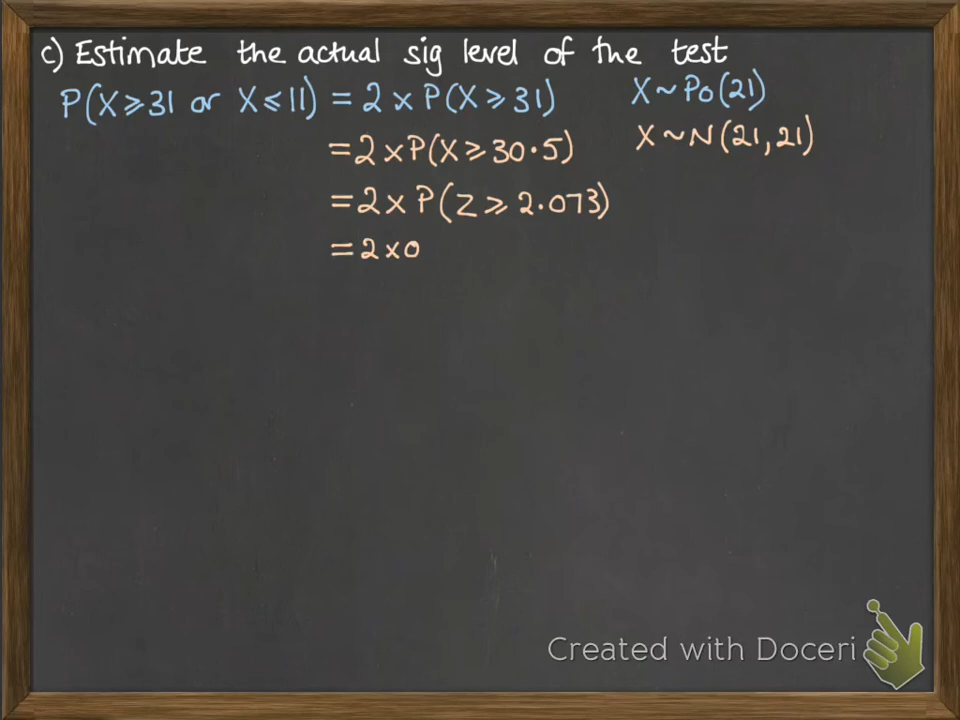 c) Estimate the actual sig level of the test
P(X⩾31 or X⩽11) = 2 x P(X⩾31)
X~Po(21)
= 2 x P(X⩾30·5)
X~N(21,21)
= 2 x P(Z⩾2·073)
= 2 x 0
Created with Doceri